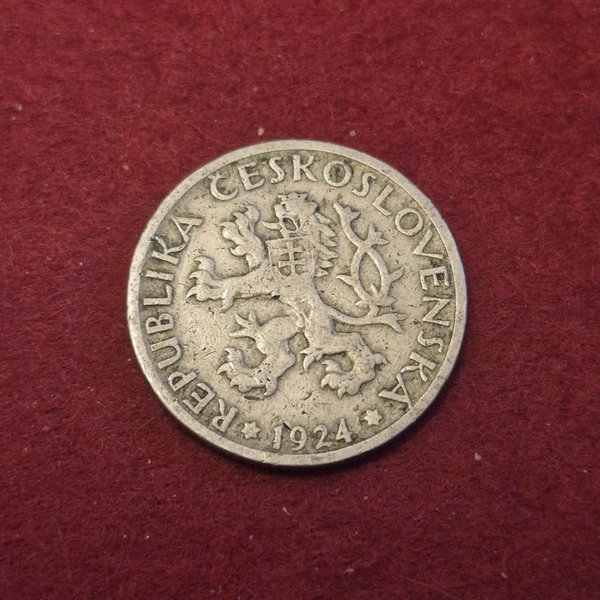 REPUBLIKA ČESKOSLOVENSKÁ
* 1924 *